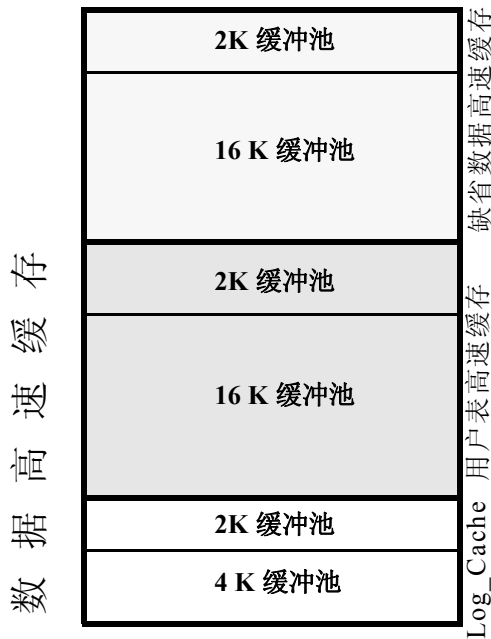 2K 缓冲池
16 K 缓冲池
缺省数据高速缓存
2K 缓冲池
16 K 缓冲池
用户表高速缓存
2K 缓冲池
4 K 缓冲池
Log_Cache
数据高速缓存